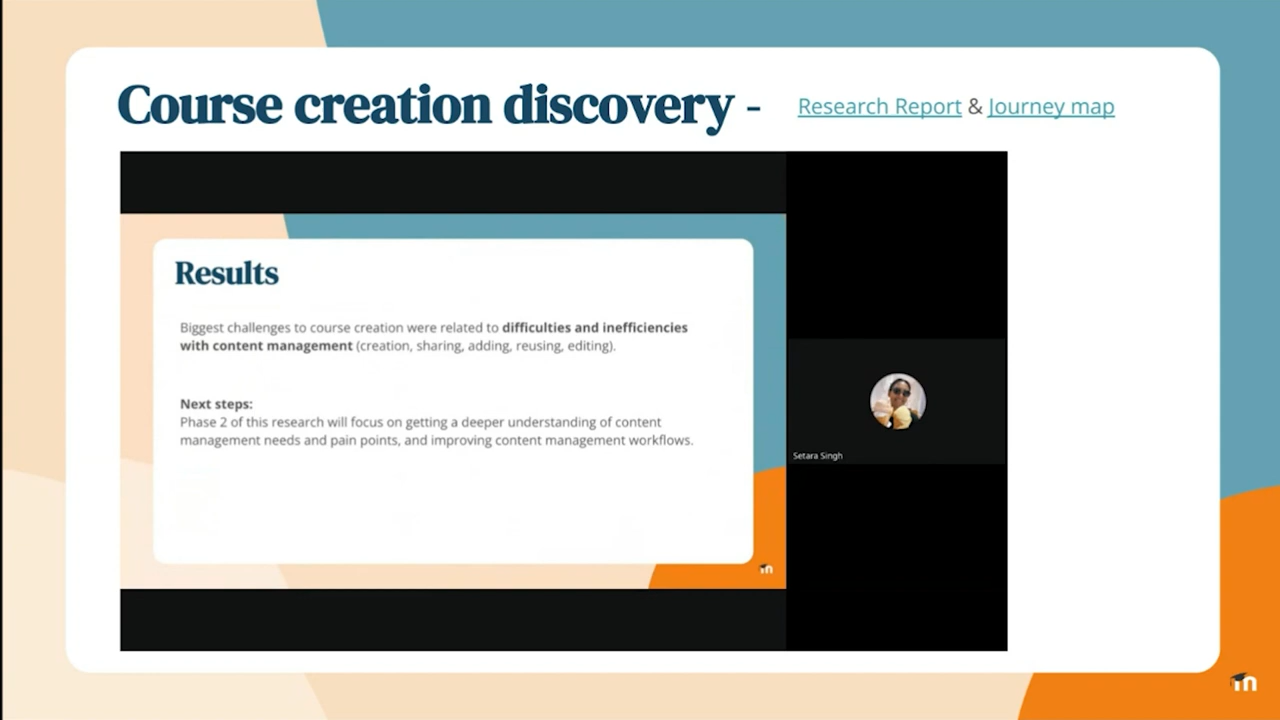 Course creation discovery - Research Report & Journey map
Results
Biggest challenges to course creation were related to difficulties and inefficiencies
with content management (creation, sharing, adding, reusing, editing).
Next steps:
Phase 2 of this research will focus on getting a deeper understanding of content
management needs and pain points, and improving content management workflows.
Setara Singh
m
m